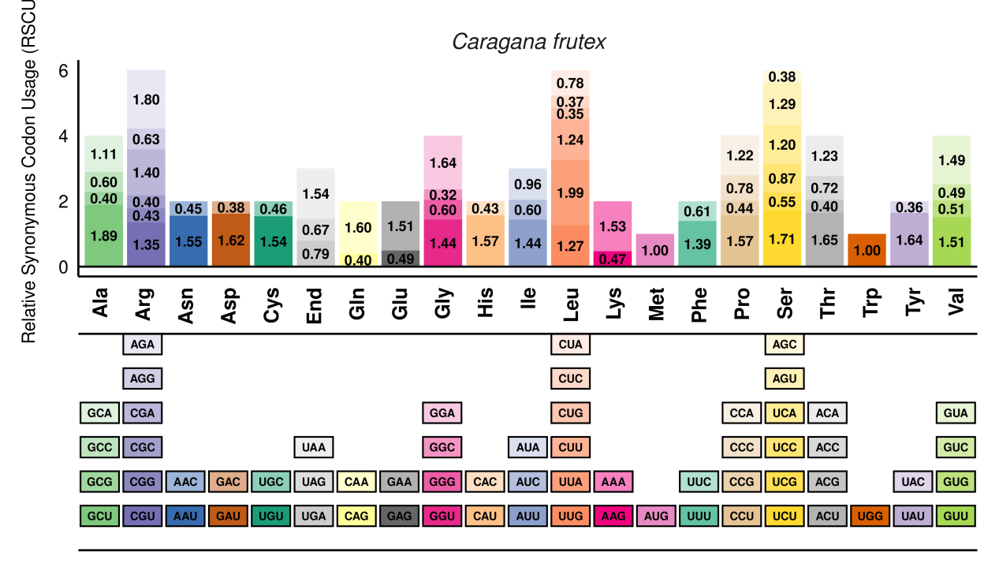 Caragana frutex
Relative Synonymous Codon Usage (RSCU
6
4
2
0
1.11 0.60 0.40 1.89
1.80 0.63 1.40 0.40 0.43 1.35
0.45 1.55
0.38 1.62
0.46 1.54
1.54 0.67 0.79
1.60 0.40
1.51 0.49
1.64 0.32 0.60 1.44
0.43 1.57
0.96 0.60 1.44
0.78 0.37 0.35 1.24 1.99 1.27
1.53 0.47
1.00
0.61 1.39
1.22 0.78 0.44 1.57
0.38 1.29 1.20 0.87 0.55 1.71
1.23 0.72 0.40 1.65
1.00
0.36 1.64
1.49 0.49 0.51 1.51
Ala Arg Asn Asp Cys End Gln Glu Gly His Ile Leu Lys Met Phe Pro Ser Thr Trp Tyr Val
AGA CUA AGC
AGG CUC AGU
GCA CGA GGA CUG CCA UCA ACA GUA
GCC CGC UAA GGC AUA CUU CCC UCC ACC GUC
GCG CGG AAC GAC UGC UAG CAA GAA GGG CAC AUC UUA AAA UUC CCG UCG ACG UAC GUG
GCU CGU AAU GAU UGU UGA CAG GAG GGU CAU AUU UUG AAG AUG UUU CCU UCU ACU UGG UAU GUU